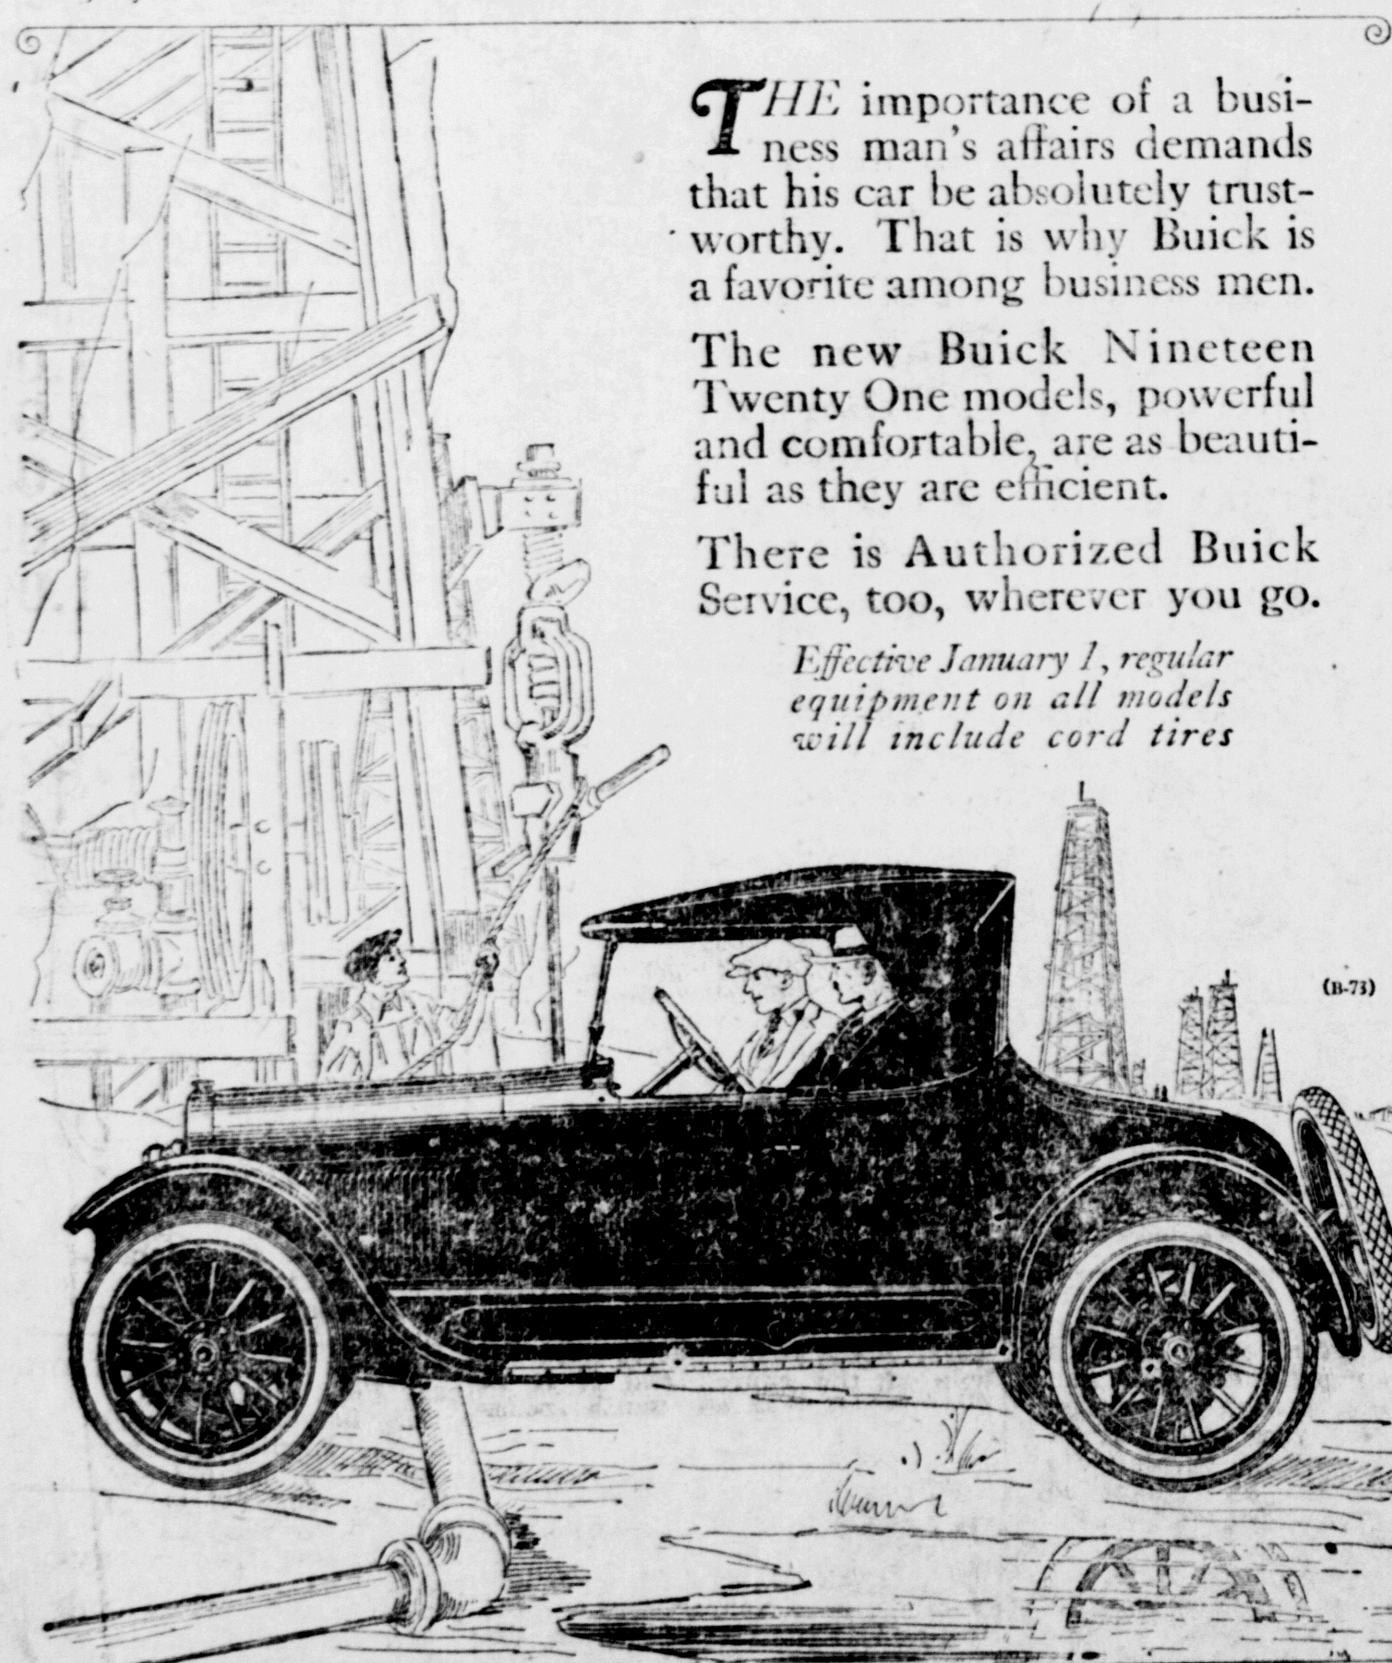 THE importance of a busi-
ness man's affairs demands
that his car be absolutely trust-
worthy. That is why Buick is
a favorite among business men.
The new Buick Nineteen
Twenty One models, powerful
and comfortable, are as beauti-
ful as they are efficient.
There is Authorized Buick
Service, too, wherever you go.
Effective January 1, regular
equipment on all models
will include cord tires
(B-73)